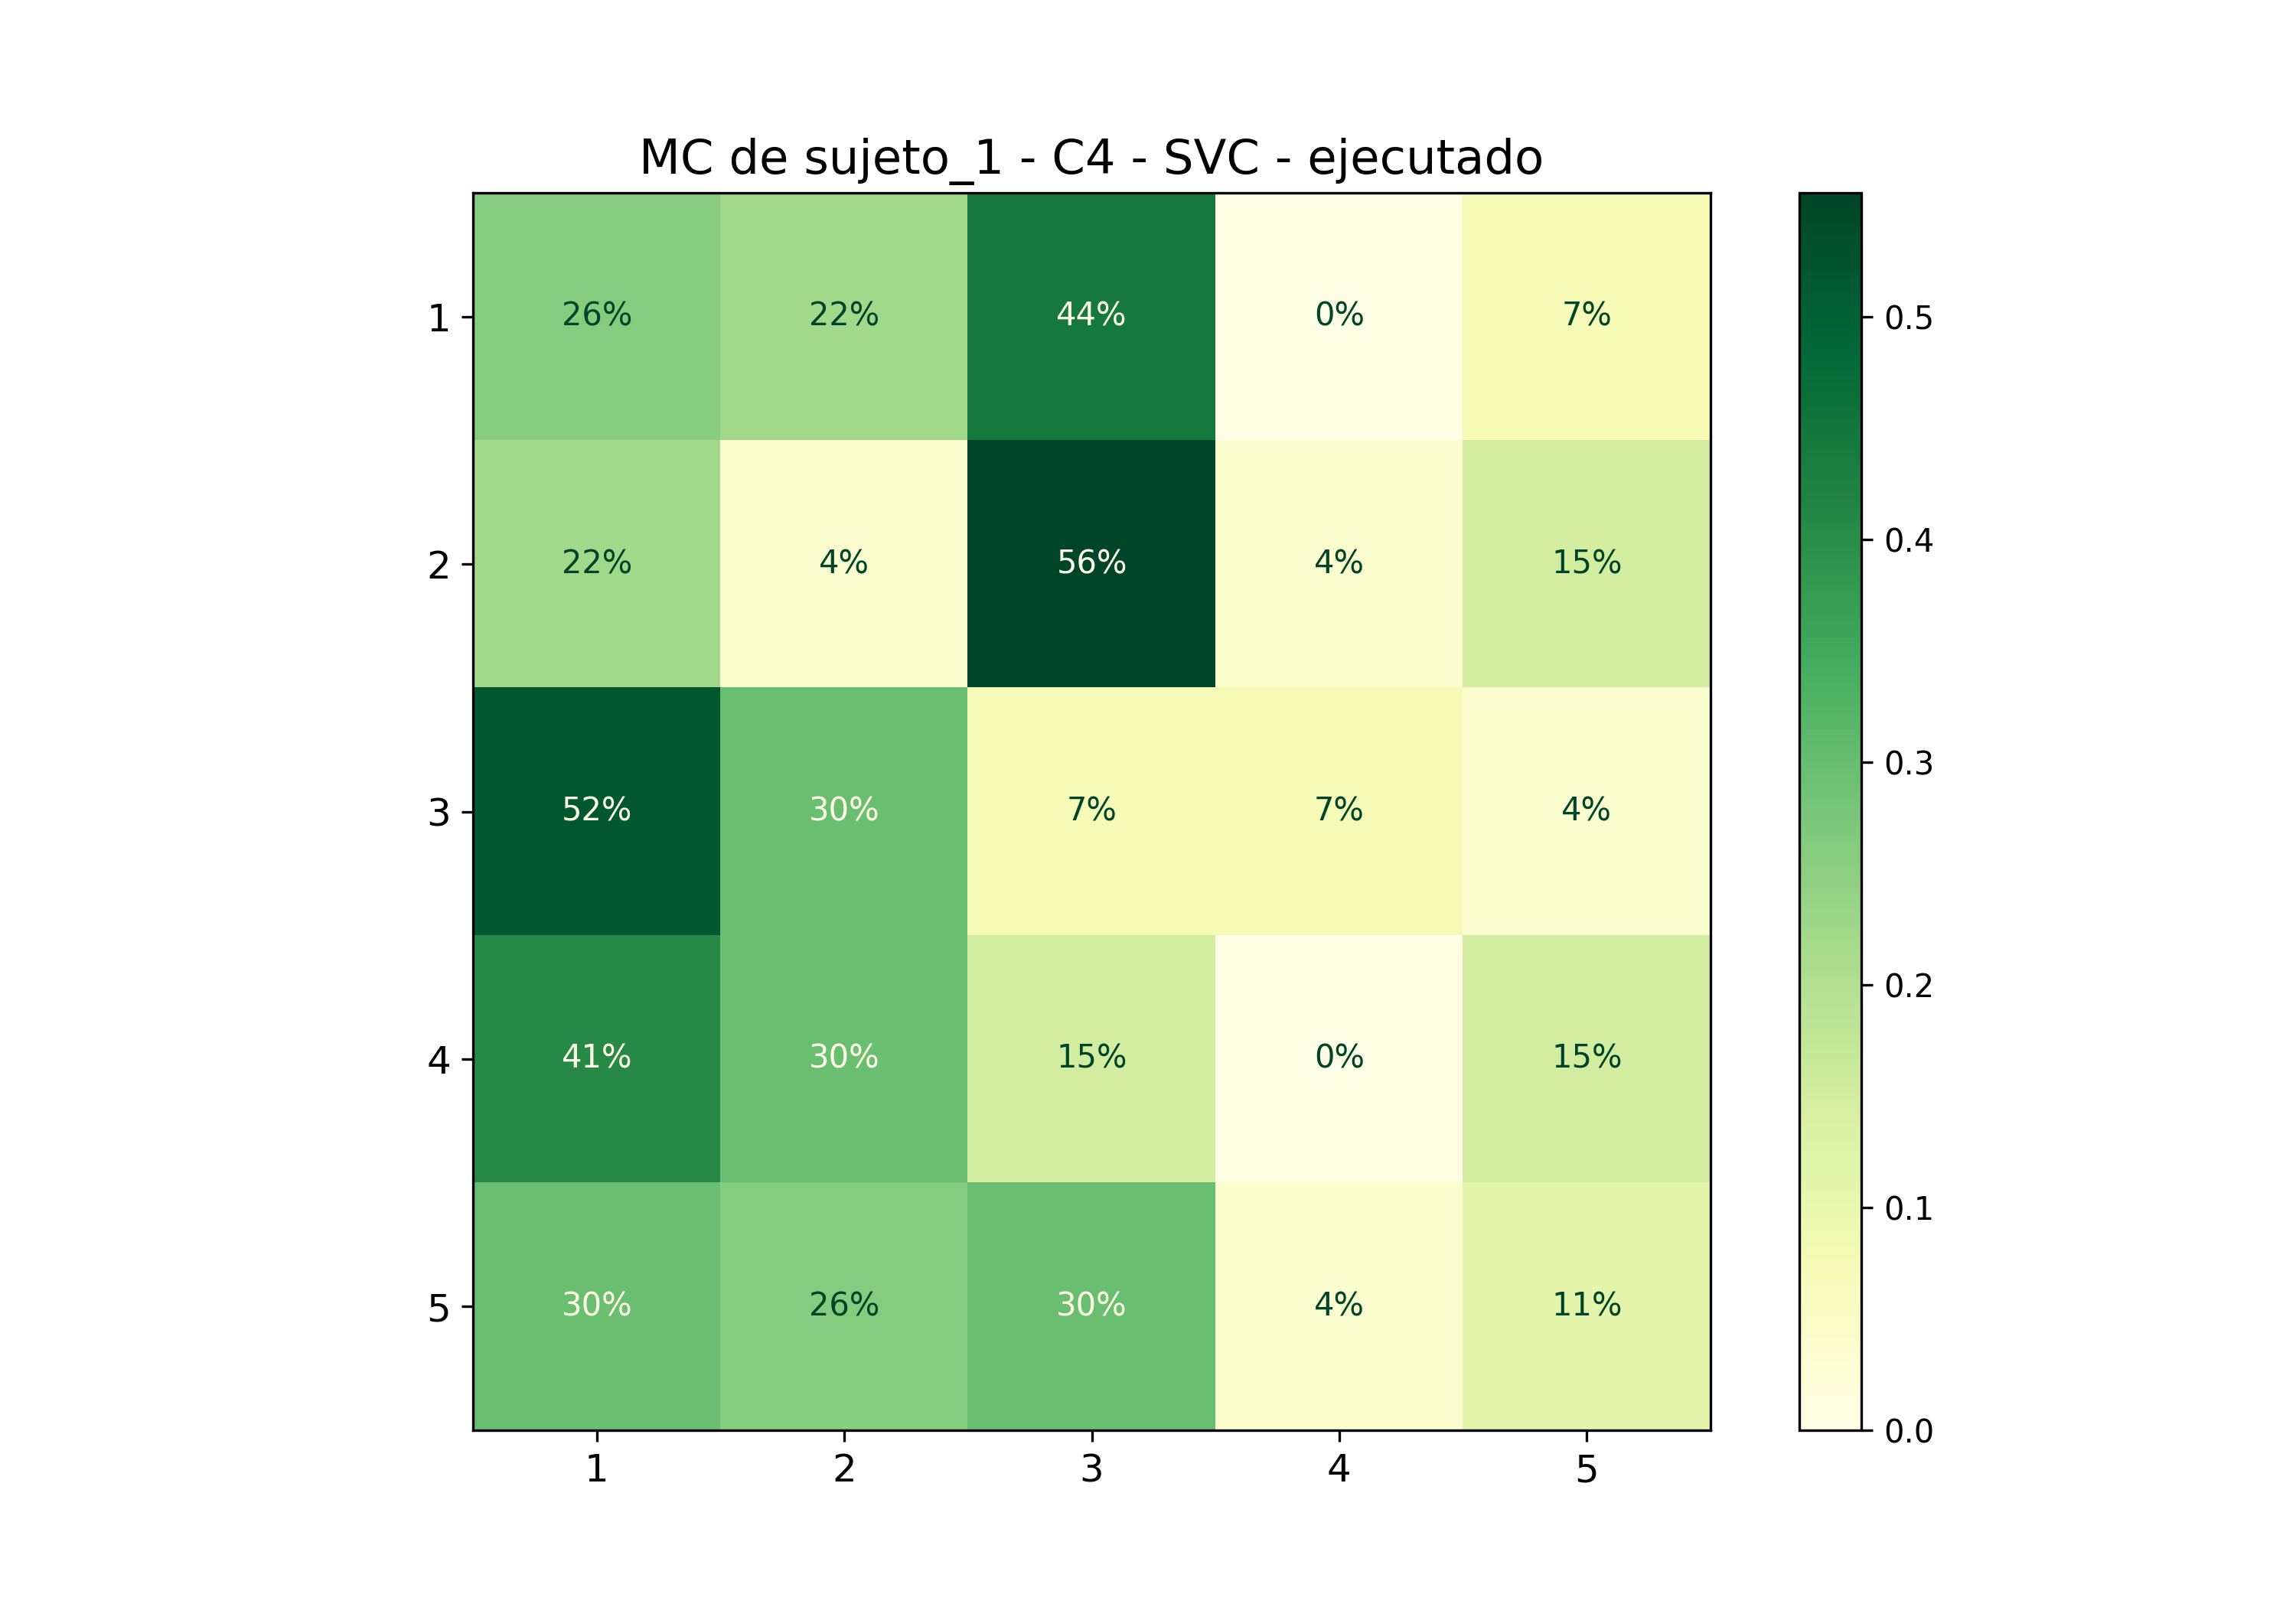 MC de sujeto_1 - C4 - SVC - ejecutado
1 26% 22% 44% 0% 7% 0.5
2 22% 4% 56% 4% 15% 0.4
3 52% 30% 7% 7% 4% 0.3
4 41% 30% 15% 0% 15% 0.2
5 30% 26% 30% 4% 11% 0.1
0.0
1 2 3 4 5